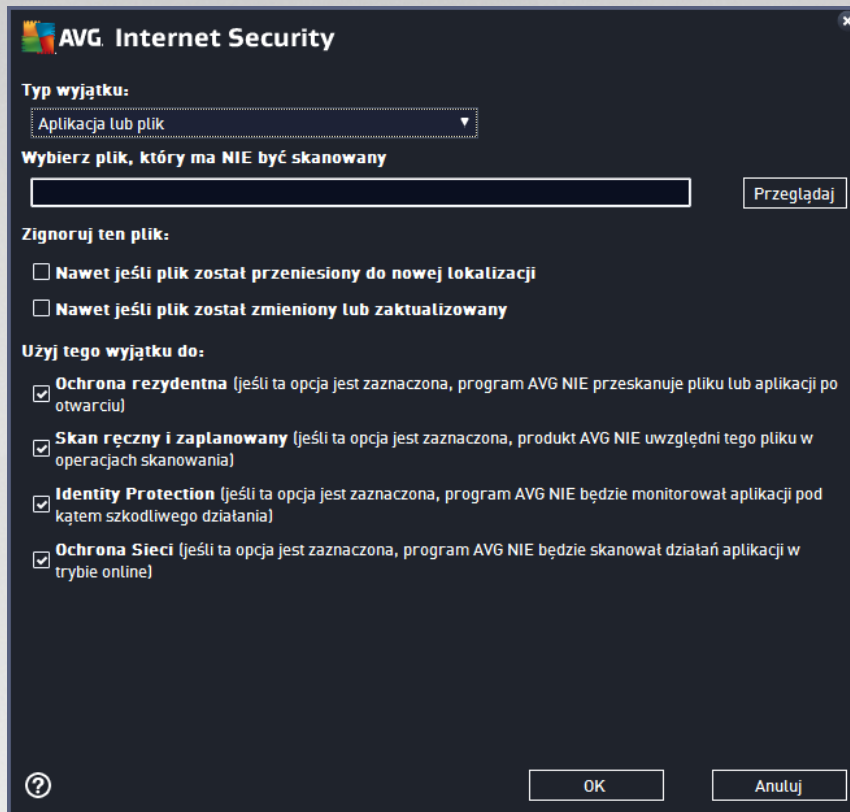 AVG. Internet Security
Typ wyjątku:
Aplikacja lub plik
Wybierz plik, który ma NIE być skanowany
Przeglądaj
Zignoruj ten plik:
Nawet jeśli plik został przeniesiony do nowej lokalizacji
Nawet jeśli plik został zmieniony lub zaktualizowany
Użyj tego wyjątku do:
Ochrona rezydentna (jeśli ta opcja jest zaznaczona, program AVG NIE przeskanuje pliku lub aplikacji po
otwarciu)
Skan ręczny i zaplanowany (jeśli ta opcja jest zaznaczona, produkt AVG NIE uwzględni tego pliku w
operacjach skanowania)
Identity Protection (jeśli ta opcja jest zaznaczona, program AVG NIE będzie monitorował aplikacji pod
kątem szkodliwego działania)
Ochrona Sieci (jeśli ta opcja jest zaznaczona, program AVG NIE będzie skanował działań aplikacji w
trybie online)
? OK Anuluj